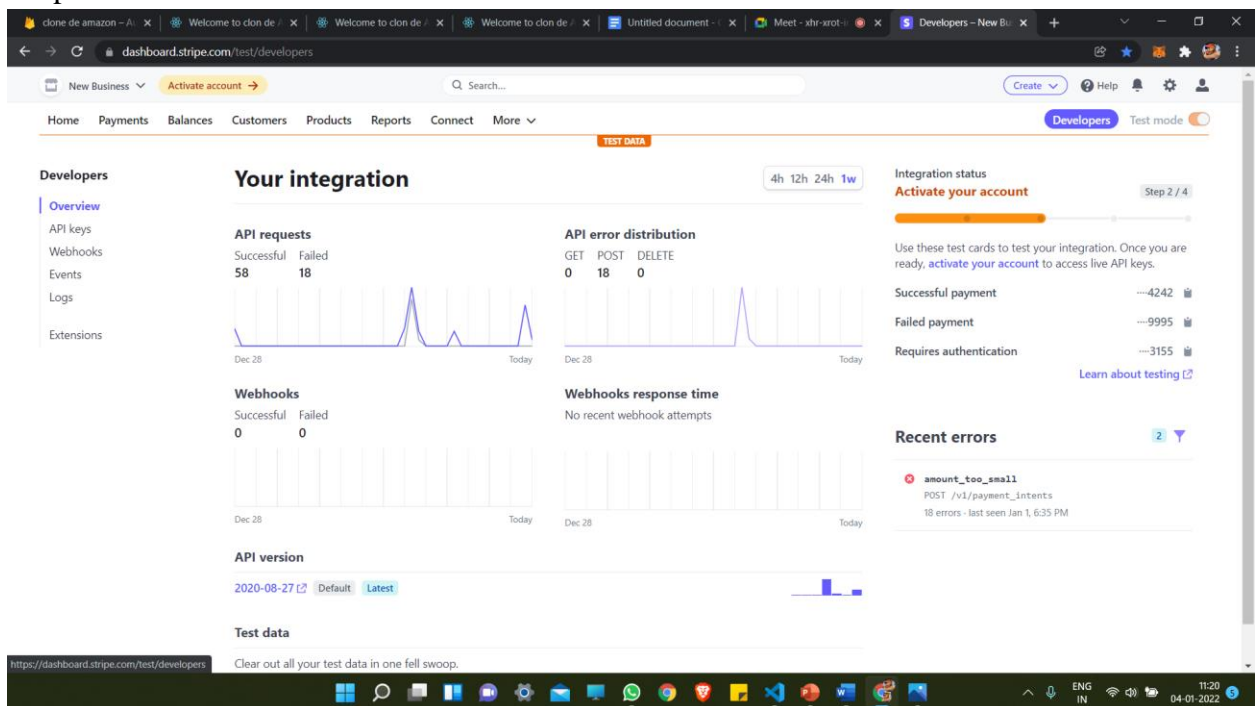 clone de amazon – Au
Welcome to clon de A
Welcome to clon de A
Welcome to clon de A
Untitled document - G
Meet - xhr-xrot-i
Developers – New Bu
dashboard.stripe.com/test/developers
New Business
Activate account →
Search...
Create
Help
Home Payments Balances Customers Products Reports Connect More
Developers
Test mode
TEST DATA
Developers
Overview
API keys
Webhooks
Events
Logs
Extensions
Your integration
4h 12h 24h 1w
API requests
Successful Failed
58 18
Dec 28 Today
API error distribution
GET POST DELETE
0 18 0
Dec 28 Today
Webhooks
Successful Failed
0 0
Dec 28 Today
Webhooks response time
No recent webhook attempts
Dec 28 Today
API version
2020-08-27 Default Latest
Test data
Clear out all your test data in one fell swoop.
Integration status
Activate your account
Step 2 / 4
Use these test cards to test your integration. Once you are
ready, activate your account to access live API keys.
Successful payment ····4242
Failed payment ····9995
Requires authentication ····3155
Learn about testing
Recent errors
2
amount_too_small
POST /v1/payment_intents
18 errors - last seen Jan 1, 6:35 PM
https://dashboard.stripe.com/test/developers
ENG
IN
11:20
04-01-2022